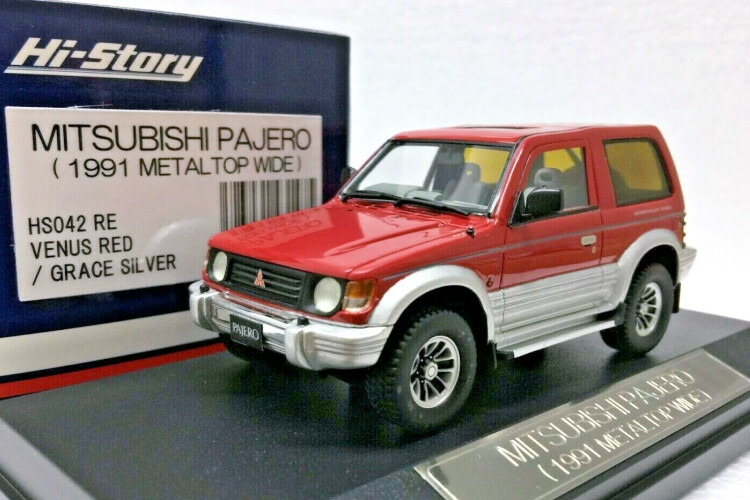 Hi-Story
MITSUBISHI PAJERO
( 1991 METALTOP WIDE )
HS042 RE
VENUS RED
/ GRACE SILVER
PAJERO
MITSUBISHI PAJERO
(1991 METALTOP WIDE)